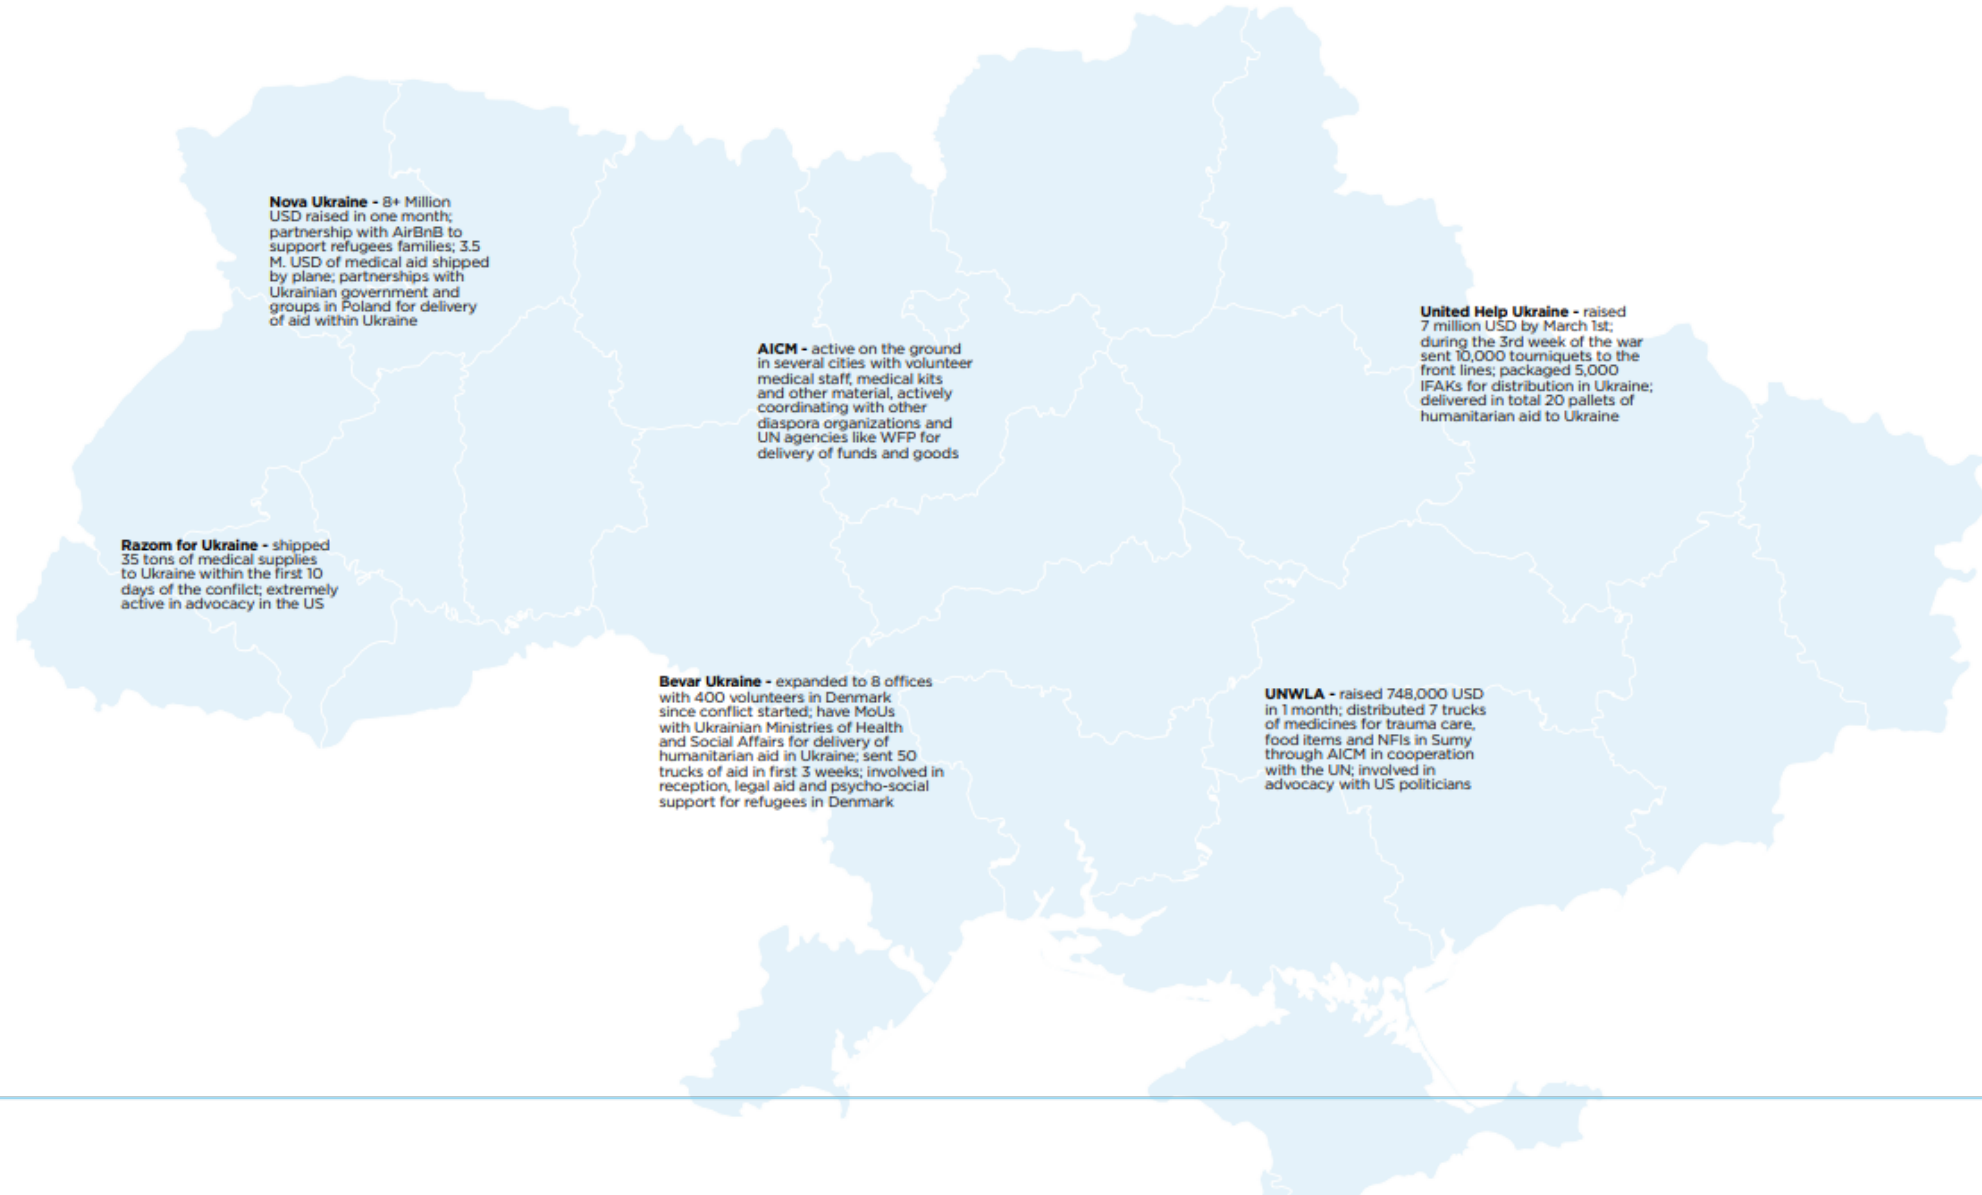 Nova Ukraine - 8+ Million
USD raised in one month;
partnership with AirBnB to
support refugees families; 3.5
M. USD of medical aid shipped
by plane; partnerships with
Ukrainian government and
groups in Poland for delivery
of aid within Ukraine
United Help Ukraine - raised
7 million USD by March 1st;
during the 3rd week of the war
sent 10,000 tourniquets to the
front lines; packaged 5,000
IFAKs for distribution in Ukraine;
delivered in total 20 pallets of
humanitarian aid to Ukraine
AICM - active on the ground
in several cities with volunteer
medical staff, medical kits
and other material, actively
coordinating with other
diaspora organizations and
UN agencies like WFP for
delivery of funds and goods
Razom for Ukraine - shipped
35 tons of medical supplies
to Ukraine within the first 10
days of the confilct; extremely
active in advocacy in the US
Bevar Ukraine - expanded to 8 offices
with 400 volunteers in Denmark
since conflict started; have MoUs
with Ukrainian Ministries of Health
and Social Affairs for delivery of
humanitarian aid in Ukraine; sent 50
trucks of aid in first 3 weeks; involved in
reception, legal aid and psycho-social
support for refugees in Denmark
UNWLA - raised 748,000 USD
in 1 month; distributed 7 trucks
of medicines for trauma care,
food items and NFIs in Sumy
through AICM in cooperation
with the UN; involved in
advocacy with US politicians